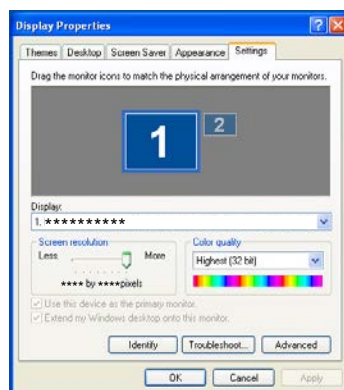 Display Properties
Themes Desktop Screen Saver Appearance Settings
Drag the monitor icons to match the physical arrangement of your monitors.
1 2
Display:
1. **********
Screen resolution
Less More
**** by ****pixels
Color quality
Highest (32 bit)
Use this device as the primary monitor.
Extend my Windows desktop onto this monitor.
Identify Troubleshoot... Advanced
OK Cancel Apply